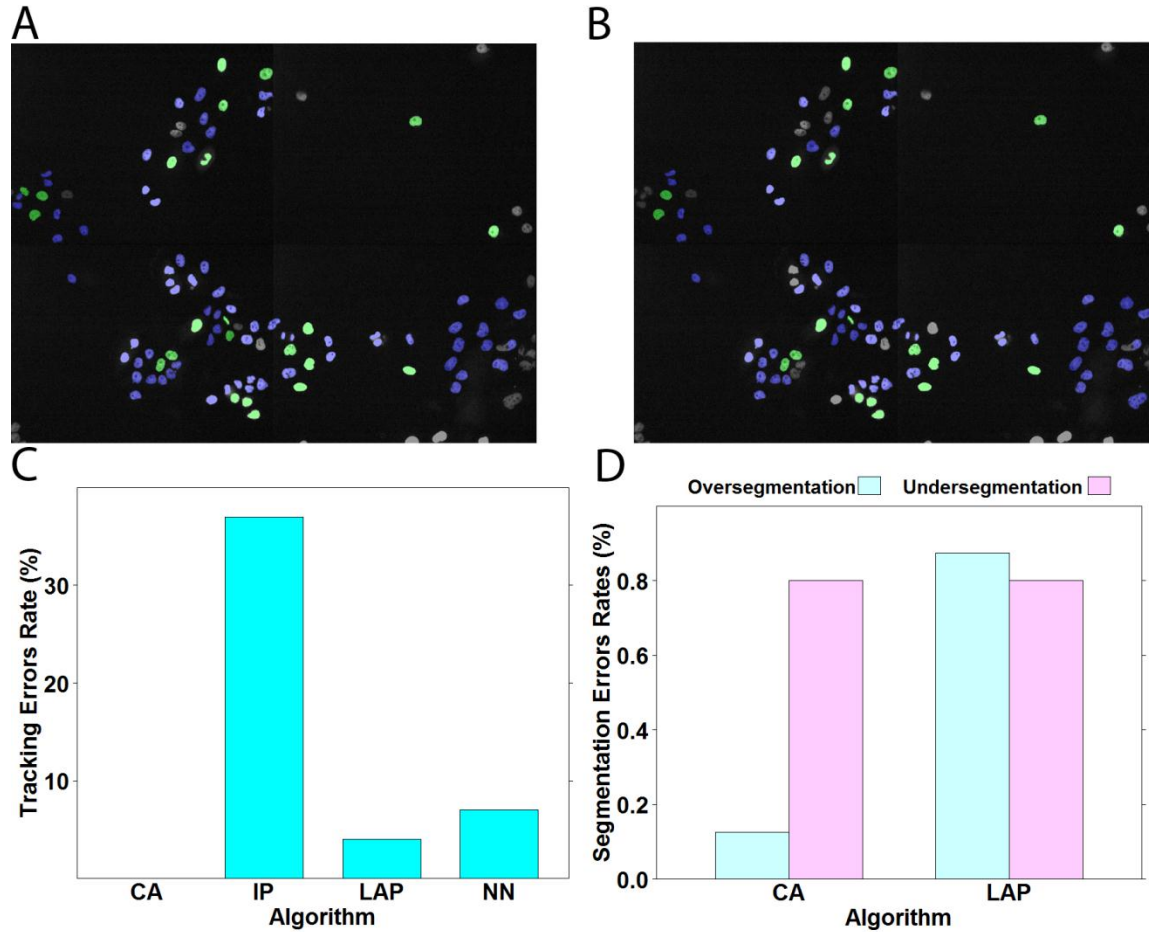 A
B
C
Tracking Errors Rate (%)
30
20
10
CA IP LAP NN
Algorithm
D
Oversegmentation Undersegmentation
Segmentation Errors Rates (%)
0.8
0.6
0.4
0.2
0.0
CA LAP
Algorithm